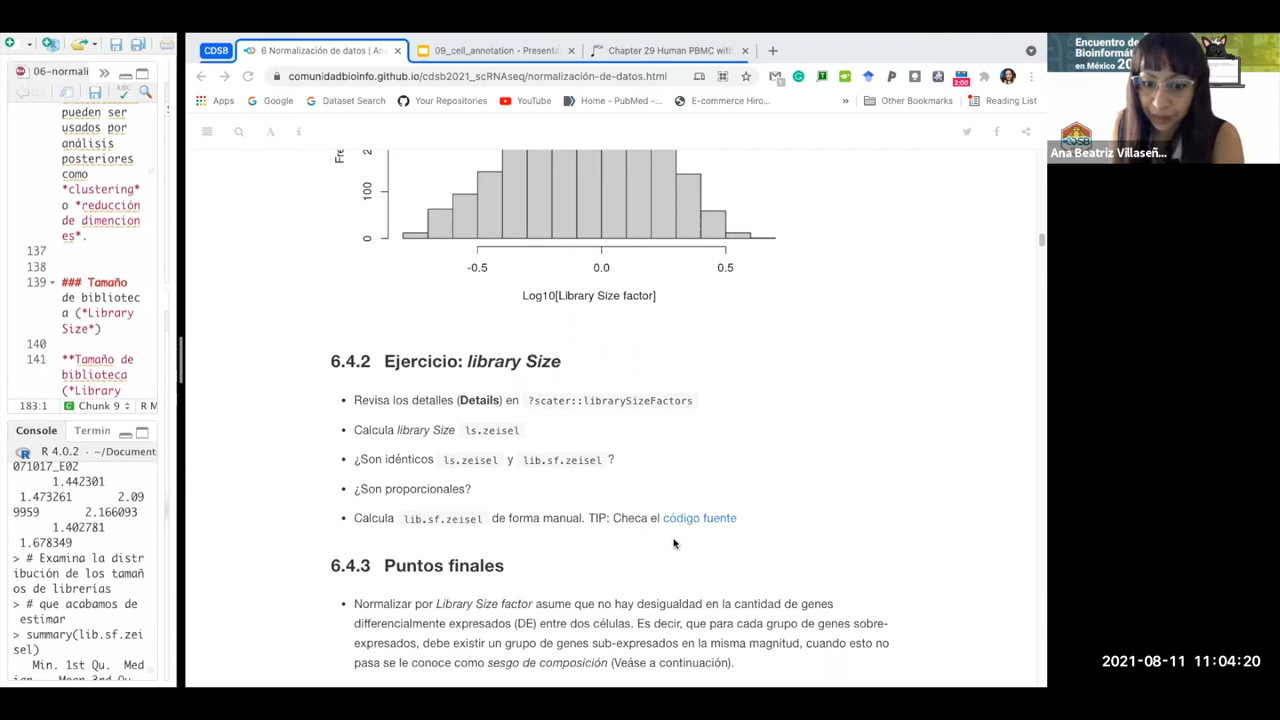 CDSB
6 Normalización de datos | Ana
09_cell_annotation - Presenta
Chapter 29 Human PBMC with
comunidadbioinfo.github.io/cdsb2021_scRNAseq/normalización-de-datos.html
2:00
Apps
Google
Dataset Search
Your Repositories
YouTube
Home - PubMed -...
E-commerce Hiro...
»
Other Bookmarks
Reading List
06-normali
»
pueden ser
usados por
análisis
posteriores
como
*clustering*
o *reducción
de dimencion
es*.
137
138
139 ### Tamaño
de bibliotec
a (*Library
Size*)
140
141 **Tamaño de
biblioteca
(*Library
183:1
Chunk 9
R M
Console
Termin
R 4.0.2 · ~/Document
071017_E02
1.442301
1.473261 2.09
9959 2.166093
1.402781
1.678349
> # Examina la distr
ibución de los tamañ
os de librerías
> # que acabamos de
estimar
> summary(lib.sf.zei
sel)
Min. 1st Qu. Med
ian Mean 3rd Qu
Fre
2
100
0
-0.5
0.0
0.5
Log10[Library Size factor]
6.4.2 Ejercicio: library Size
• Revisa los detalles (Details) en ?scater::librarySizeFactors
• Calcula library Size ls.zeisel
• ¿Son idénticos ls.zeisel y lib.sf.zeisel ?
• ¿Son proporcionales?
• Calcula lib.sf.zeisel de forma manual. TIP: Checa el código fuente
6.4.3 Puntos finales
• Normalizar por Library Size factor asume que no hay desigualdad en la cantidad de genes
differencialmente expresados (DE) entre dos células. Es decir, que para cada grupo de genes sobre-
expresados, debe existir un grupo de genes sub-expresados en la misma magnitud, cuando esto no
pasa se le conoce como sesgo de composición (Veáse a continuación).
Encuentro de
Bioinformát
en México 20
CDSB
Ana Beatriz Villaseñ...
2021-08-11 11:04:20